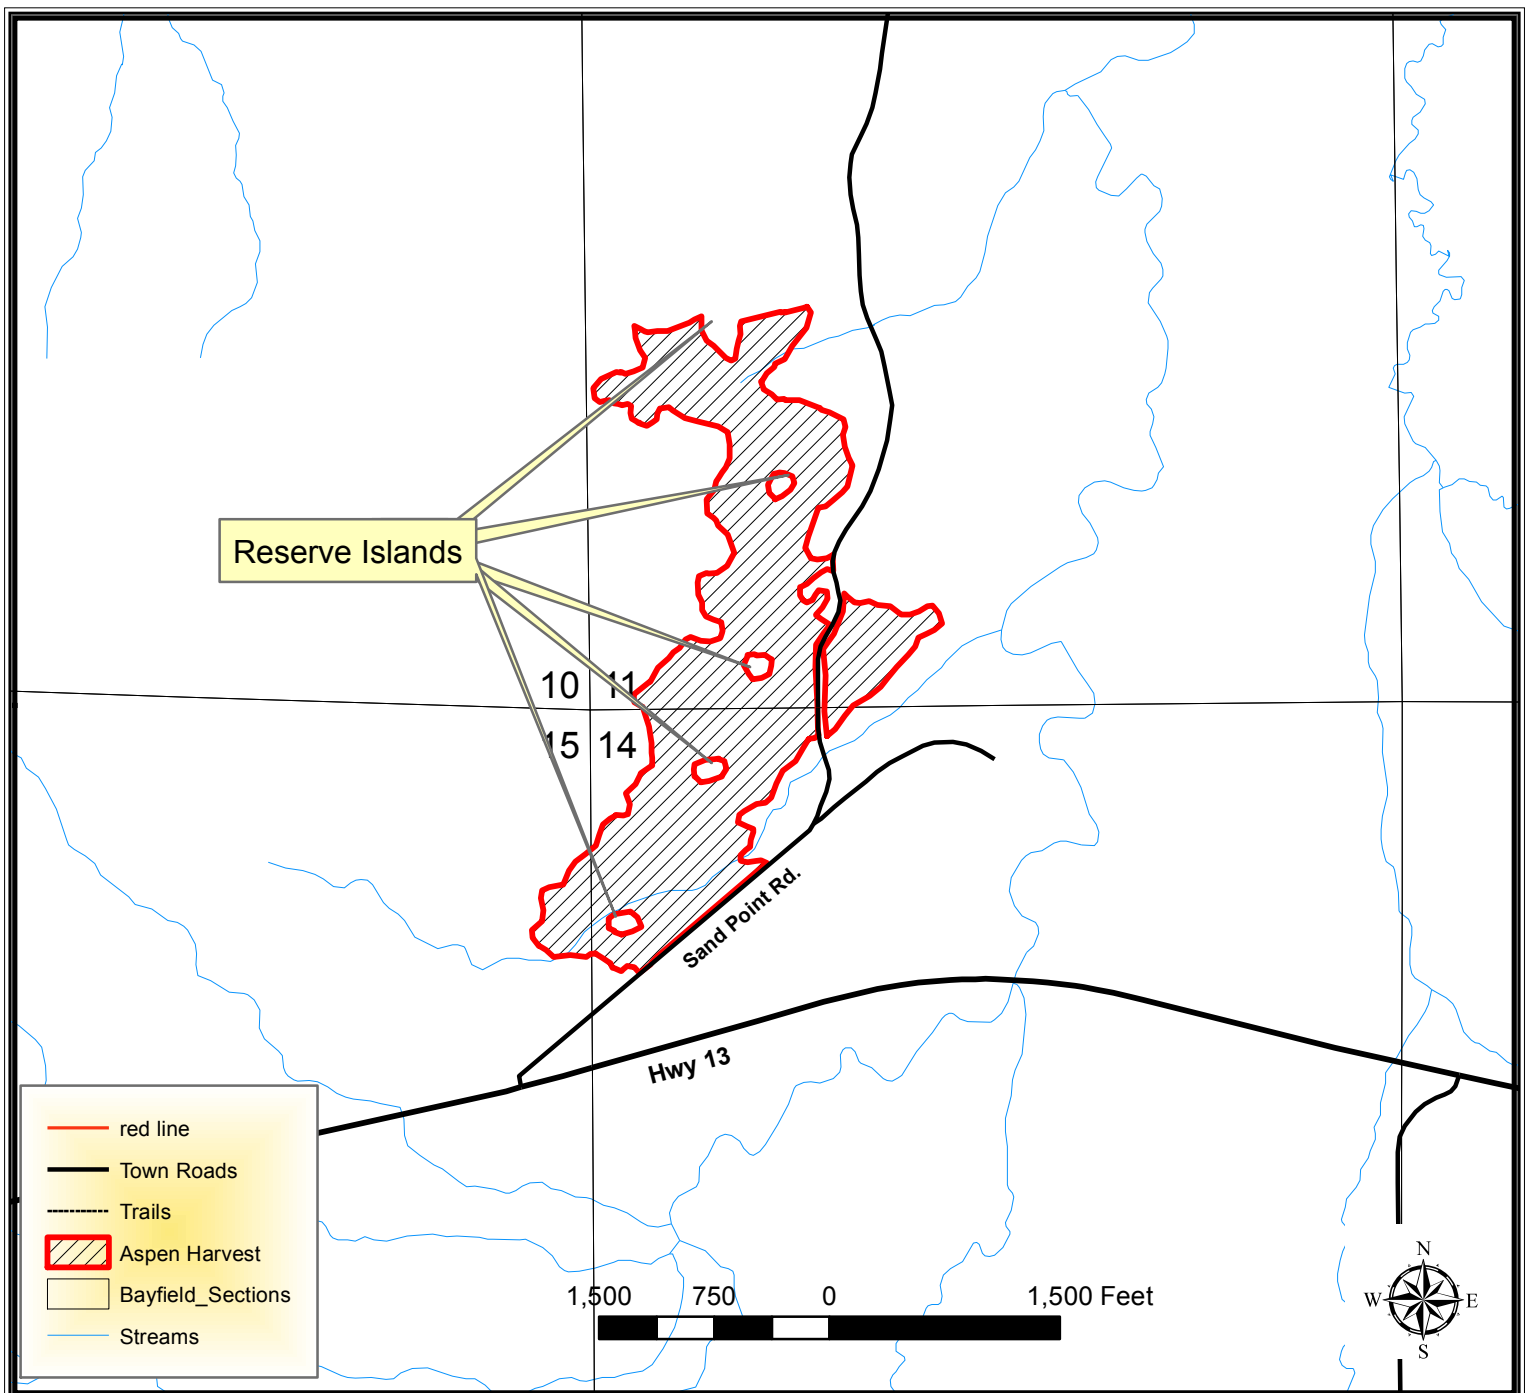 Reserve Islands
10 11
15 14
Sand Point Rd.
Hwy 13
red line
Town Roads
Trails
Aspen Harvest
Bayfield_Sections
Streams
1,500 750 0 1,500 Feet
N
W E
S